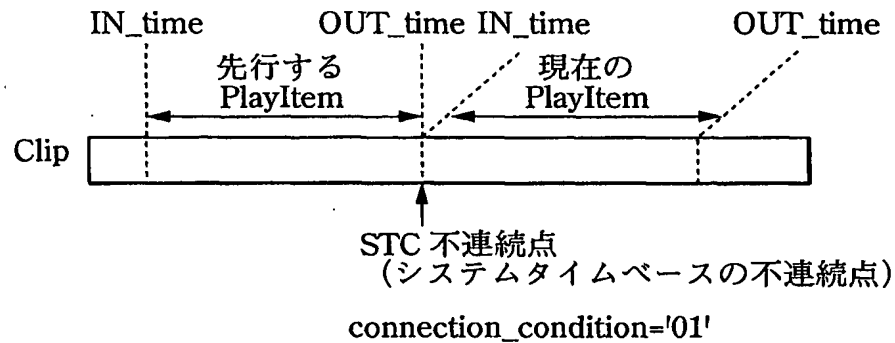 IN_time OUT_time IN_time OUT_time
先行する 現在の
PlayItem PlayItem
Clip
STC 不連続点
（システムタイムベースの不連続点）
connection_condition='01'